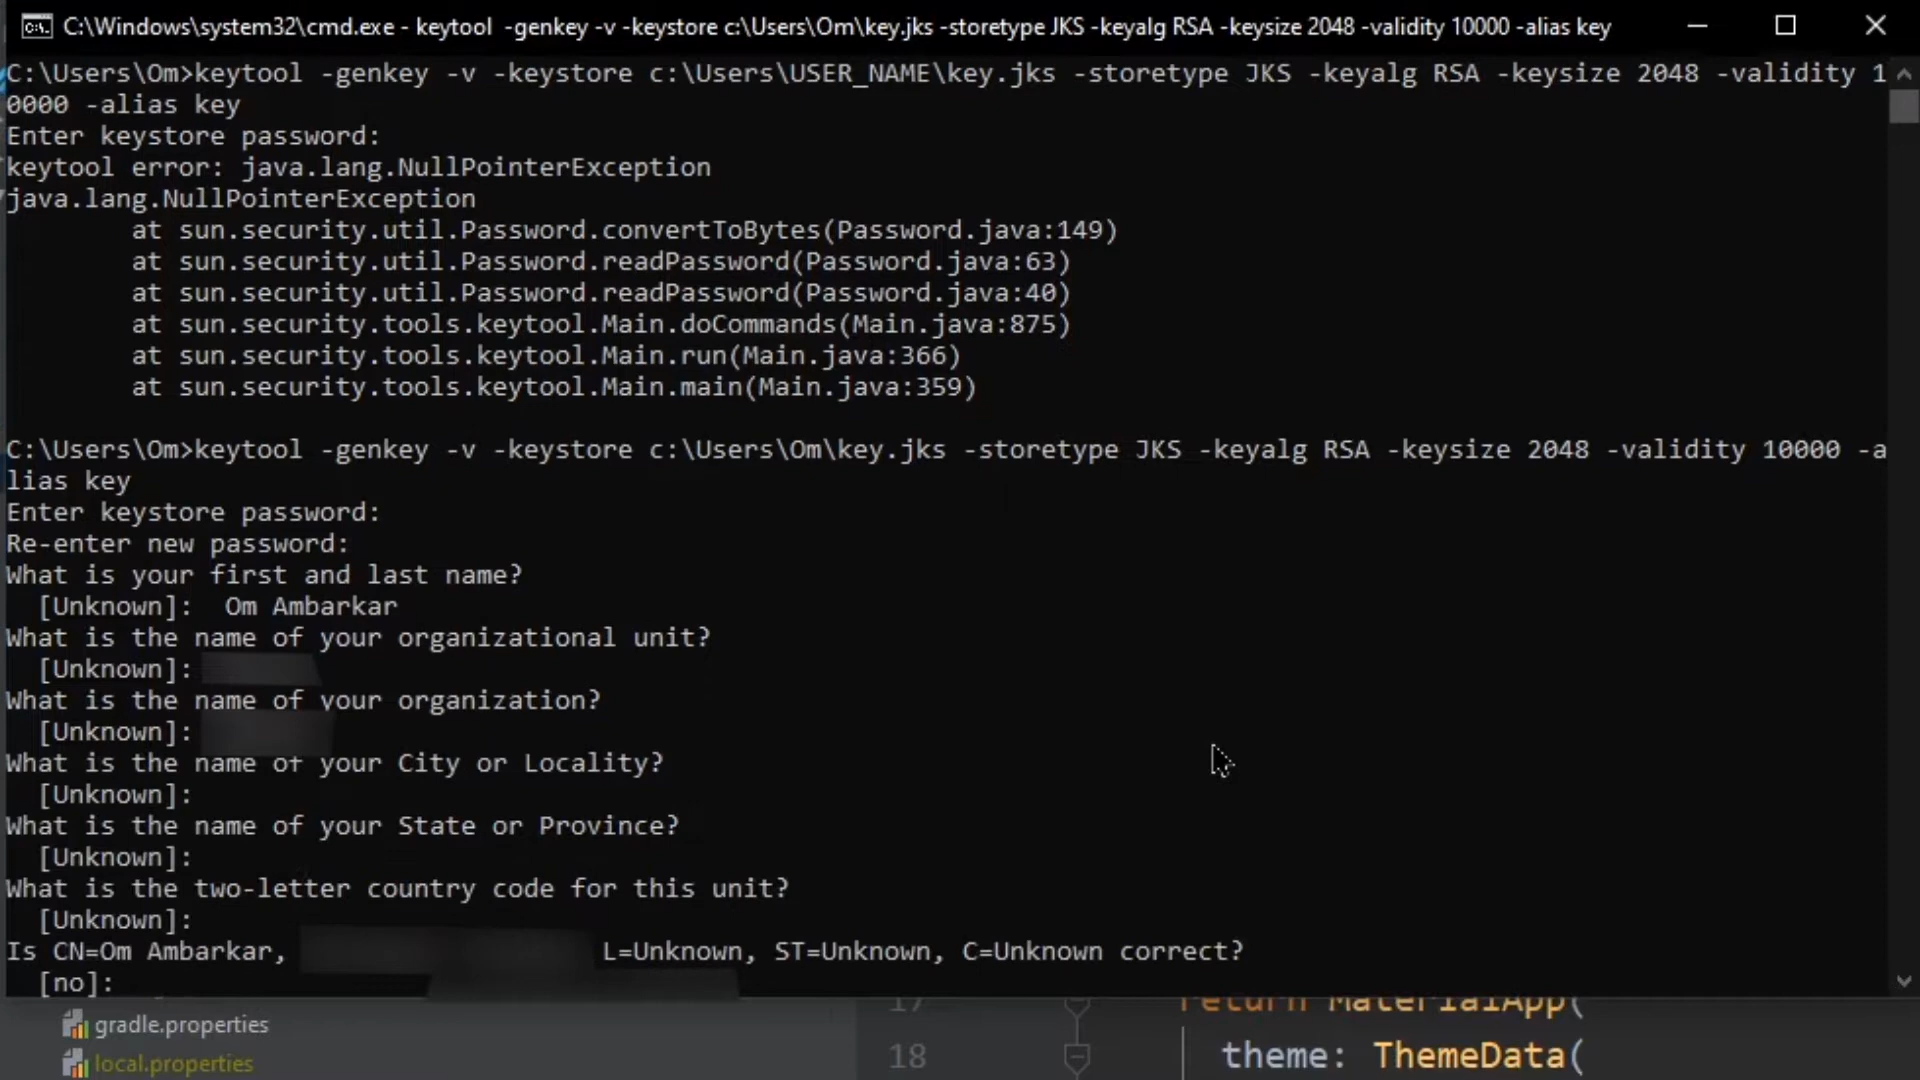 C:\Windows\system32\cmd.exe - keytool  -genkey -v -keystore c:\Users\Om\key.jks -storetype JKS -keyalg RSA -keysize 2048 -validity 10000 -alias key
C:\Users\Om>keytool -genkey -v -keystore c:\Users\USER_NAME\key.jks -storetype JKS -keyalg RSA -keysize 2048 -validity 1
0000 -alias key
Enter keystore password:
keytool error: java.lang.NullPointerException
java.lang.NullPointerException
        at sun.security.util.Password.convertToBytes(Password.java:149)
        at sun.security.util.Password.readPassword(Password.java:63)
        at sun.security.util.Password.readPassword(Password.java:40)
        at sun.security.tools.keytool.Main.doCommands(Main.java:875)
        at sun.security.tools.keytool.Main.run(Main.java:366)
        at sun.security.tools.keytool.Main.main(Main.java:359)
C:\Users\Om>keytool -genkey -v -keystore c:\Users\Om\key.jks -storetype JKS -keyalg RSA -keysize 2048 -validity 10000 -a
lias key
Enter keystore password:
Re-enter new password:
What is your first and last name?
  [Unknown]:  Om Ambarkar
What is the name of your organizational unit?
  [Unknown]:
What is the name of your organization?
  [Unknown]:
What is the name of your City or Locality?
  [Unknown]:
What is the name of your State or Province?
  [Unknown]:
What is the two-letter country code for this unit?
  [Unknown]:
Is CN=Om Ambarkar, L=Unknown, ST=Unknown, C=Unknown correct?
  [no]:
gradle.properties
local.properties
17 return MaterialApp(
18 theme: ThemeData(